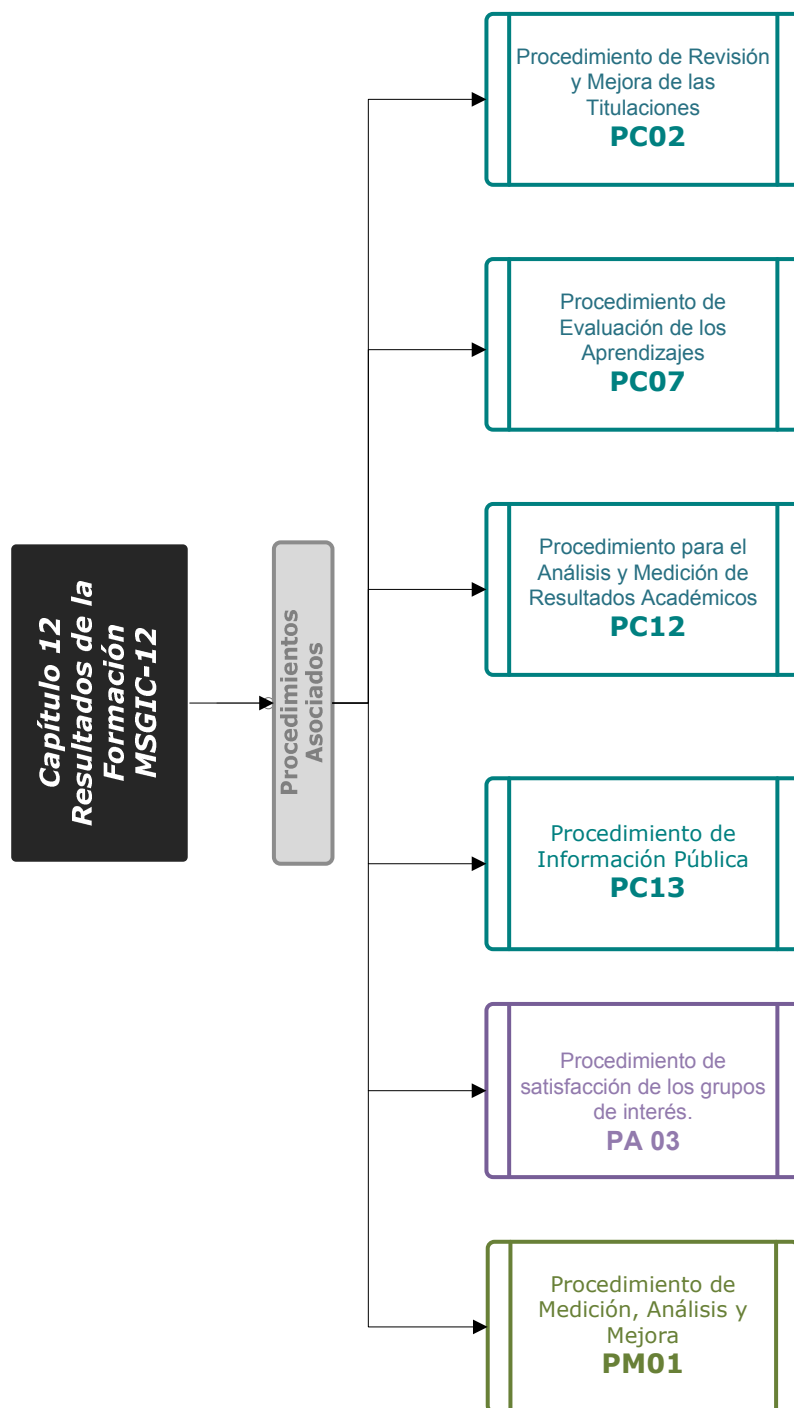 Capítulo 12
Resultados de la
Formación
MSGIC-12
Procedimientos
Asociados
Procedimiento de Revisión
y Mejora de las
Titulaciones
PC02
Procedimiento de
Evaluación de los
Aprendizajes
PC07
Procedimiento para el
Análisis y Medición de
Resultados Académicos
PC12
Procedimiento de
Información Pública
PC13
Procedimiento de
satisfacción de los grupos
de interés.
PA 03
Procedimiento de
Medición, Análisis y
Mejora
PM01